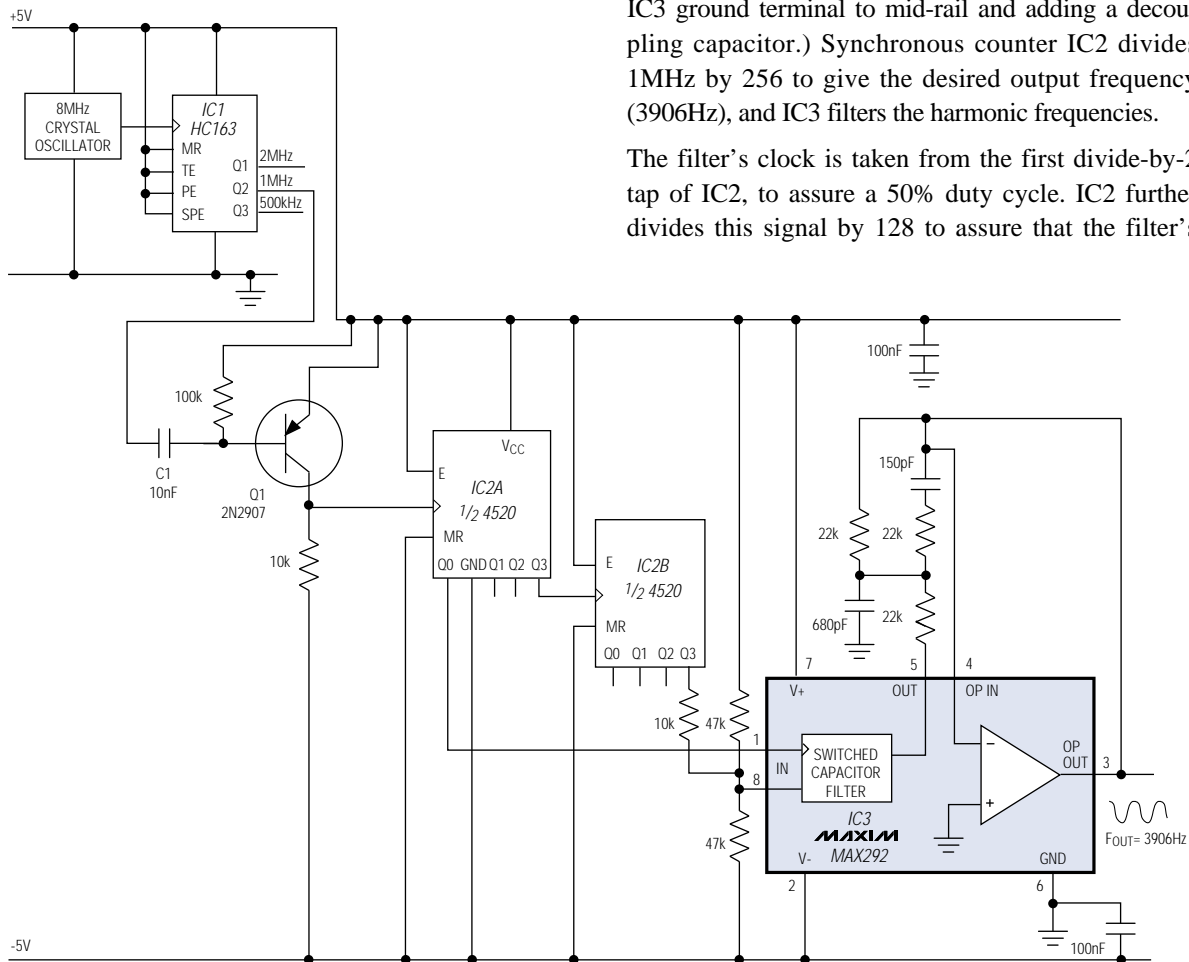 IC3 ground terminal to mid-rail and adding a decou-
pling capacitor.) Synchronous counter IC2 divides
1MHz by 256 to give the desired output frequency
(3906Hz), and IC3 filters the harmonic frequencies.
The filter's clock is taken from the first divide-by-2
tap of IC2, to assure a 50% duty cycle. IC2 further
divides this signal by 128 to assure that the filter's
+5V
8MHz
CRYSTAL
OSCILLATOR
IC1
HC163
MR
TE
PE
SPE
Q1
Q2
Q3
2MHz
1MHz
500kHz
100k
C1
10nF
Q1
2N2907
10k
VCC
E
IC2A
1/2 4520
MR
Q0 GND Q1 Q2 Q3
E
IC2B
1/2 4520
MR
Q0 Q1 Q2 Q3
10k
47k
47k
100nF
150pF
22k
22k
680pF
22k
7
5
4
V+
OUT
OP IN
1
IN
8
SWITCHED
CAPACITOR
FILTER
IC3
MAXIM
MAX292
−
+
OP
OUT
3
FOUT= 3906Hz
V-
GND
2
6
100nF
-5V